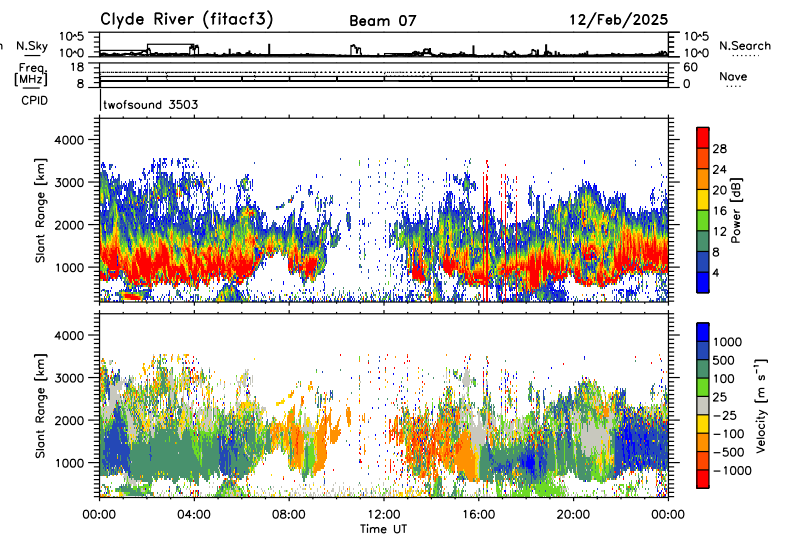 Clyde River (fitacf3) Beam 07 12/Feb/2025
N.Sky 10^5 10^0 10^5 10^0 N.Search
Freq. [MHz] 18 8 60 0 Nave
CPID twofsound 3503
Slant Range [km] 4000 3000 2000 1000
Power [dB] 28 24 20 16 12 8 4
Slant Range [km] 4000 3000 2000 1000
Velocity [m s⁻¹] 1000 500 100 25 −25 −100 −500 −1000
00:00 04:00 08:00 12:00 16:00 20:00 00:00
Time UT